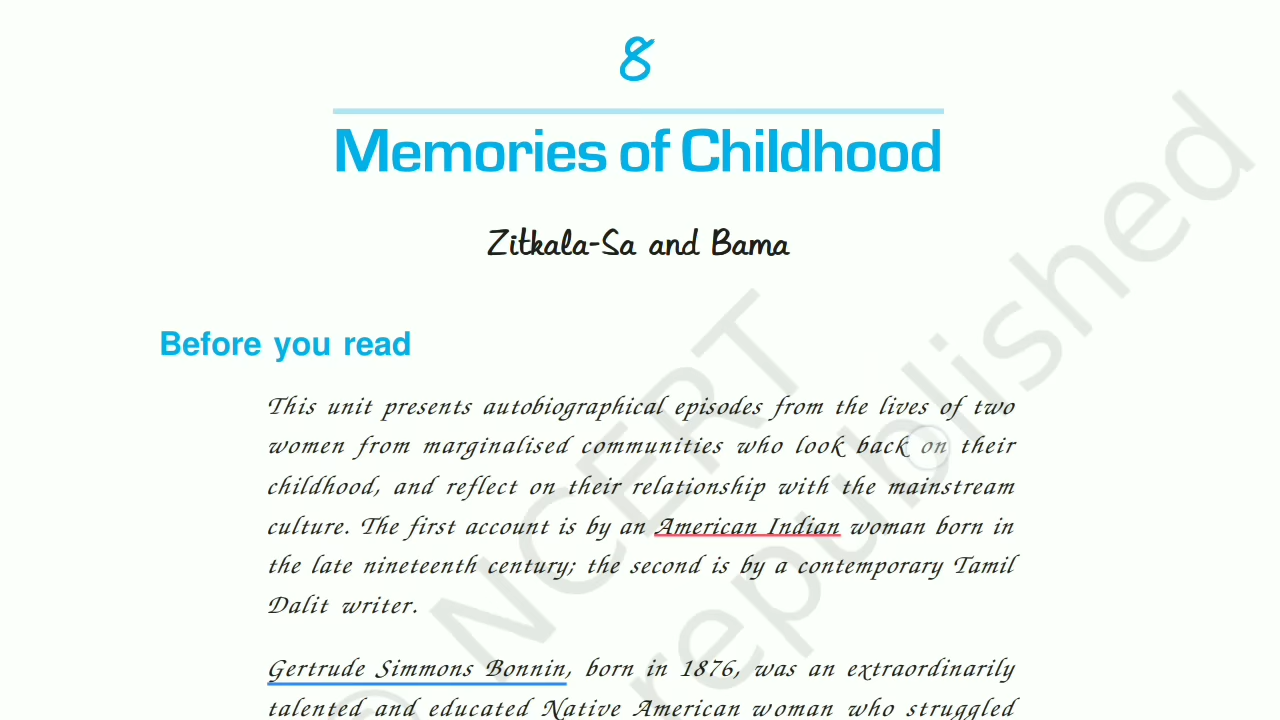 8
Memories of Childhood
Zitkala-Sa and Bama
Before you read
This unit presents autobiographical episodes from the lives of two
women from marginalised communities who look back on their
childhood, and reflect on their relationship with the mainstream
culture. The first account is by an American Indian woman born in
the late nineteenth century; the second is by a contemporary Tamil
Dalit writer.
Gertrude Simmons Bonnin, born in 1876, was an extraordinarily
talented and educated Native American woman who struggled
© NCERT
republished